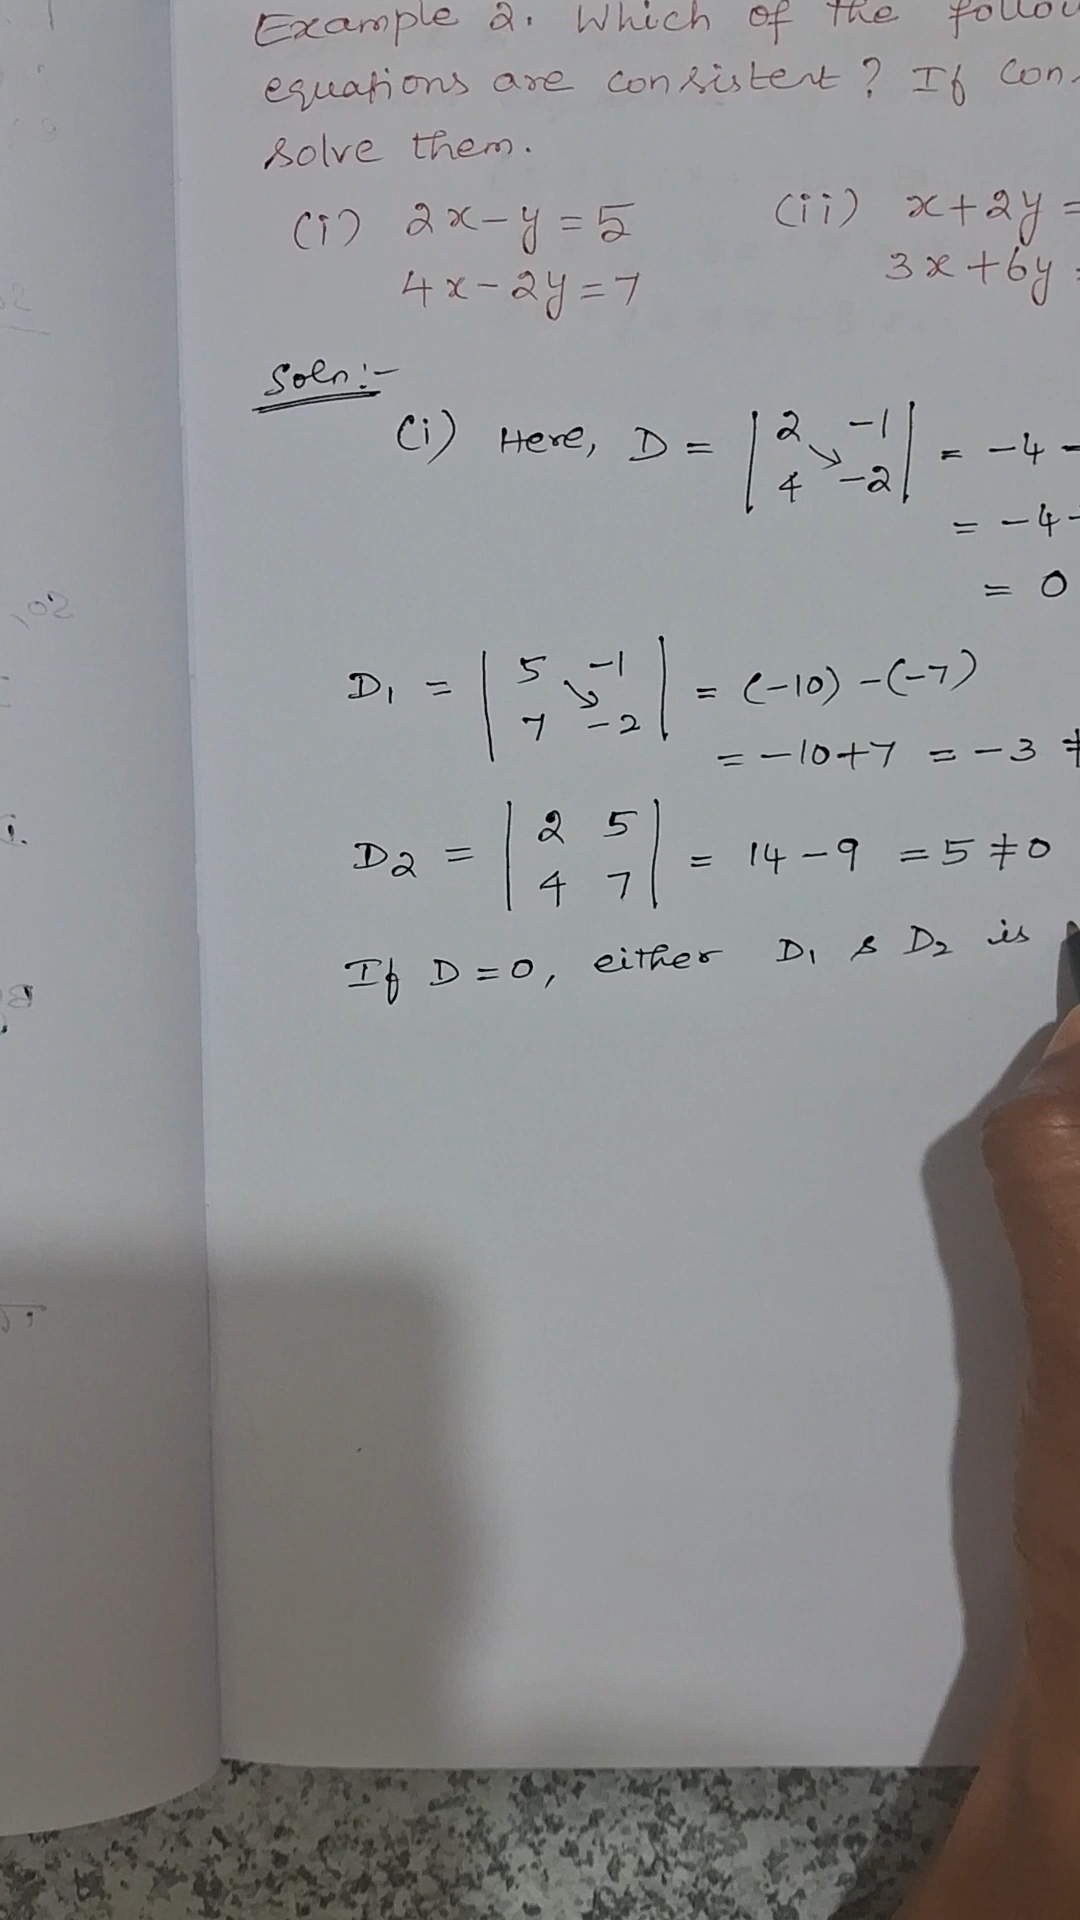 Example 2. Which of the
equations are consistent? If
solve them.
(i) 2x-y=5 (ii) x+2y=
4x-2y=7 3x+6y=
Soln:-
(i) Here, D = | 2 -1 | = -4 -
| 4 -2 | = -4-
= 0
D1 = | 5 -1 | = (-10) -(-7)
| 7 -2 | = -10+7 = -3 ≠
D2 = | 2 5 | = 14-9 = 5≠0
| 4 7 |
If D=0, either D1 & D2 is